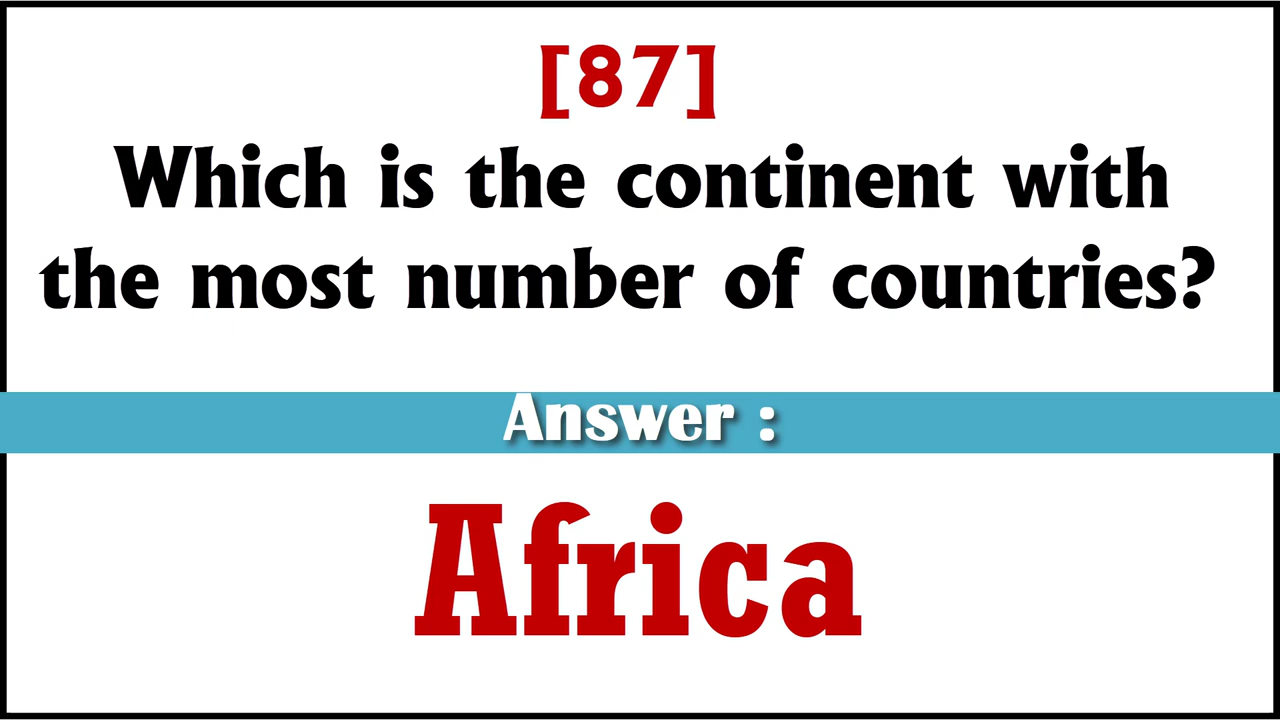 [87]
Which is the continent with
the most number of countries?
Answer :
Africa